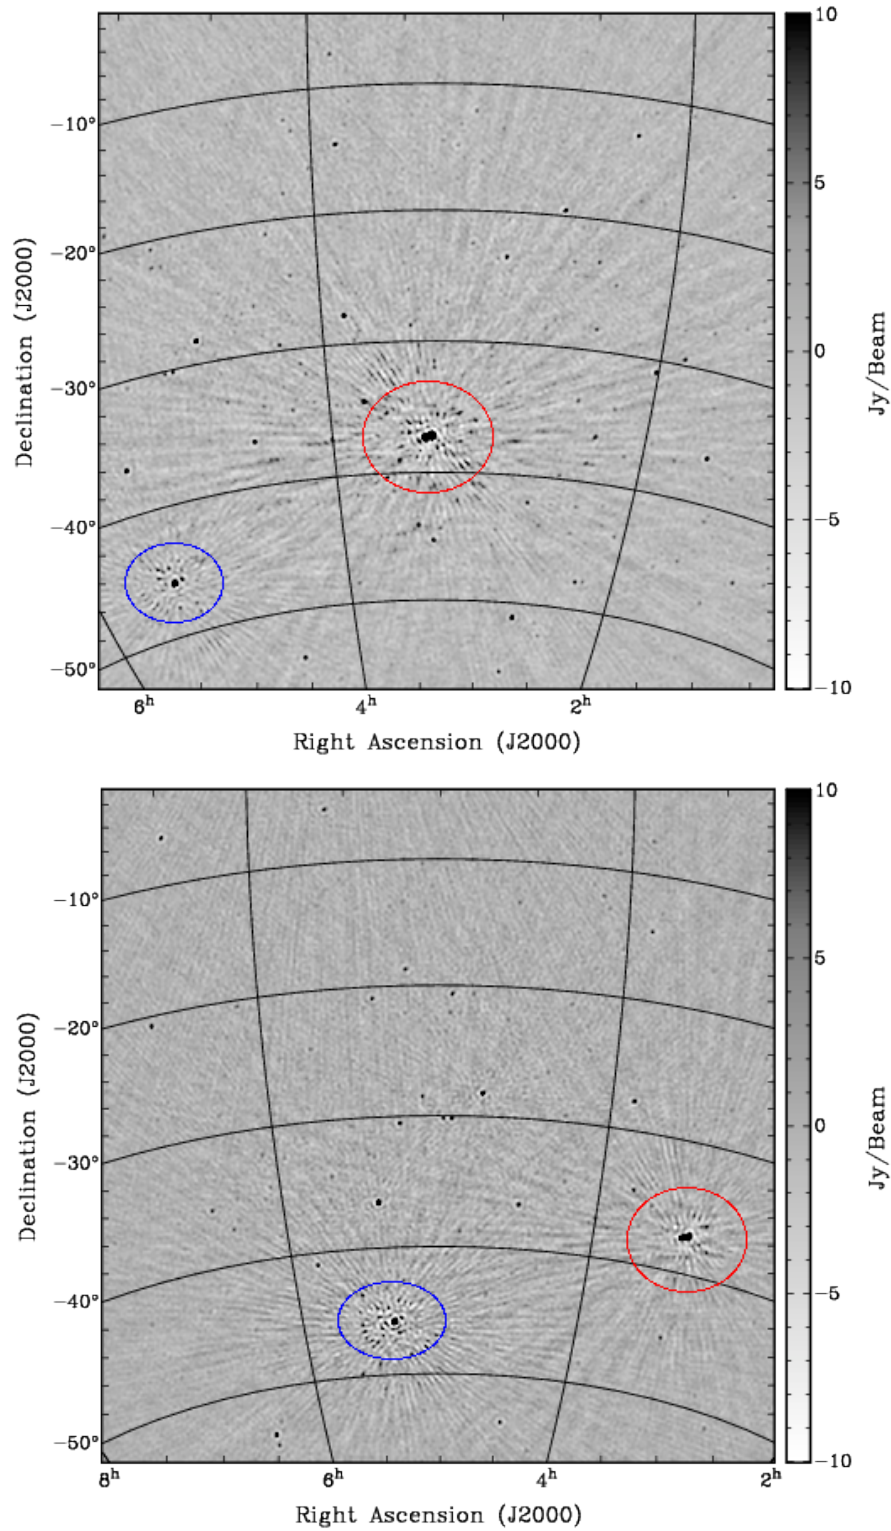 10
−10°
5
−20°
0
−30°
−5
−40°
−50°
−10
Declination (J2000)
Jy/Beam
6h 4h 2h
Right Ascension (J2000)
10
−10°
5
−20°
0
−30°
−5
−40°
−50°
−10
Declination (J2000)
Jy/Beam
8h 6h 4h 2h
Right Ascension (J2000)